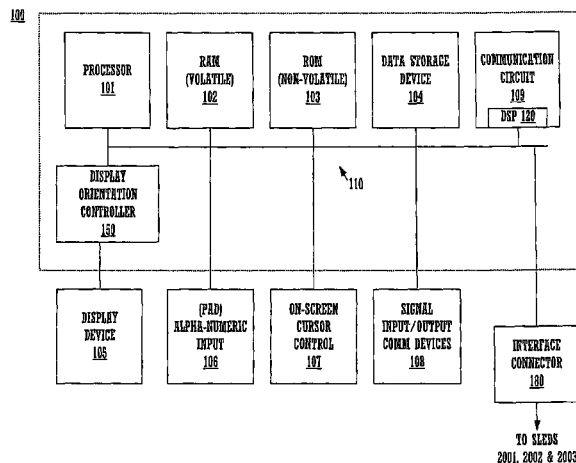 100
PROCESSOR
101
RAM
(VOLATILE)
102
ROM
(NON-VOLATILE)
103
DATA STORAGE
DEVICE
104
COMMUNICATION
CIRCUIT
109
DSP 120
110
DISPLAY
ORIENTATION
CONTROLLER
150
DISPLAY
DEVICE
105
(PAD)
ALPHA-NUMERIC
INPUT
106
ON-SCREEN
CURSOR
CONTROL
107
SIGNAL
INPUT/OUTPUT
COMM DEVICES
108
INTERFACE
CONNECTOR
180
TO SLEDS
2001, 2002 & 2003